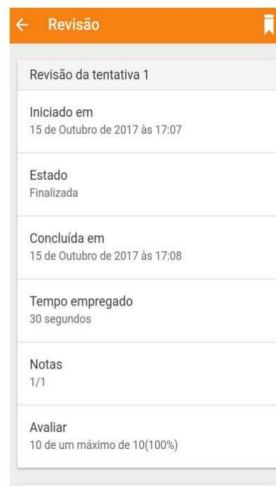 Revisão
Revisão da tentativa 1
Iniciado em
15 de Outubro de 2017 às 17:07
Estado
Finalizada
Concluída em
15 de Outubro de 2017 às 17:08
Tempo empregado
30 segundos
Notas
1/1
Avaliar
10 de um máximo de 10(100%)